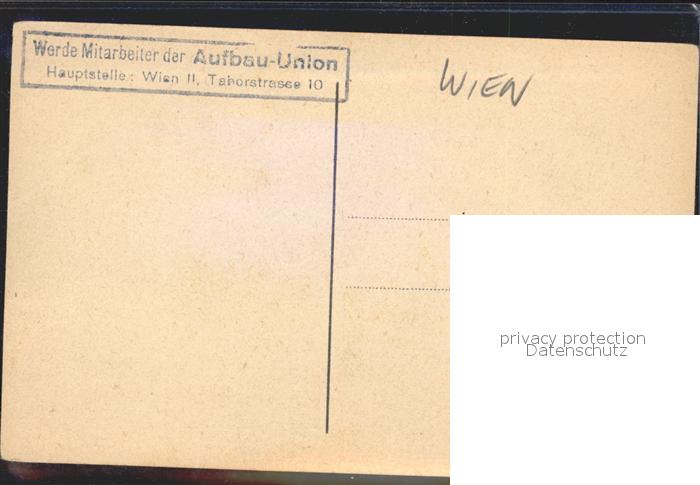 Werde Mitarbeiter der Aufbau-Union
Hauptstelle: Wien II, Taborstrasse 10
WIEN
privacy protection
Datenschutz